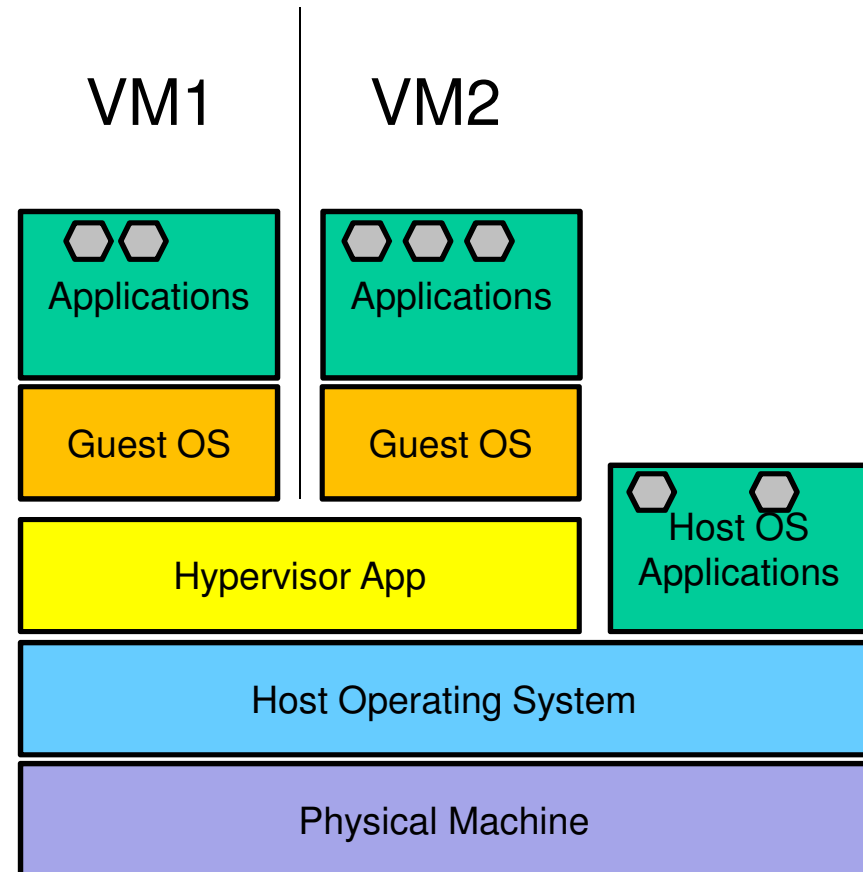 VM1
VM2
Applications
Applications
Guest OS
Guest OS
Host OS
Applications
Hypervisor App
Host Operating System
Physical Machine